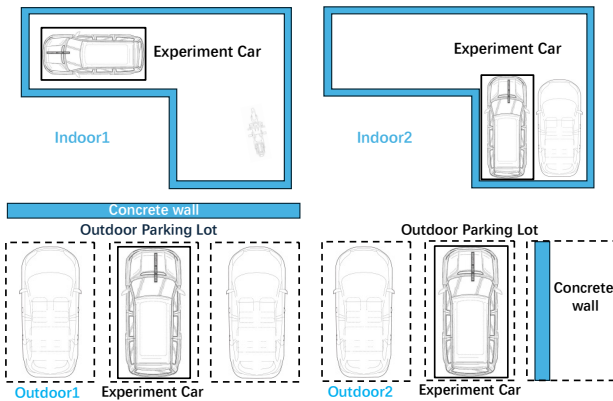 Experiment Car
Indoor1
Experiment Car
Indoor2
Concrete wall
Outdoor Parking Lot
Outdoor1
Experiment Car
Outdoor Parking Lot
Concrete
wall
Outdoor2
Experiment Car